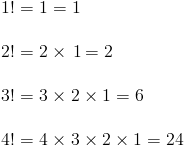 1! = 1 = 1
2! = 2 × 1 = 2
3! = 3 × 2 × 1 = 6
4! = 4 × 3 × 2 × 1 = 24